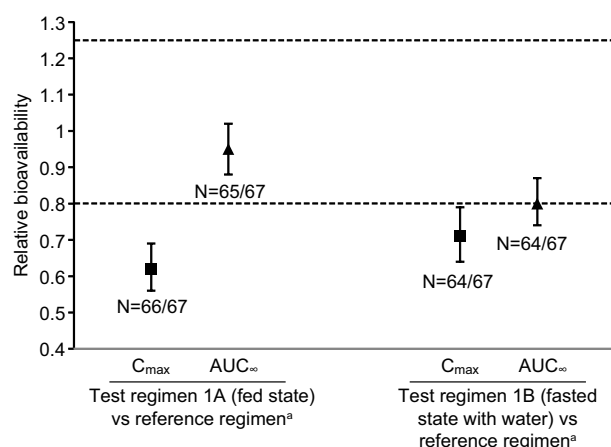 1.3
1.2
1.1
1
0.9
0.8
0.7
0.6
0.5
0.4
Relative bioavailability
N=66/67
N=65/67
N=64/67
N=64/67
Cmax AUC∞ Cmax AUC∞
Test regimen 1A (fed state)
vs reference regimenᵃ
Test regimen 1B (fasted
state with water) vs
reference regimenᵃ